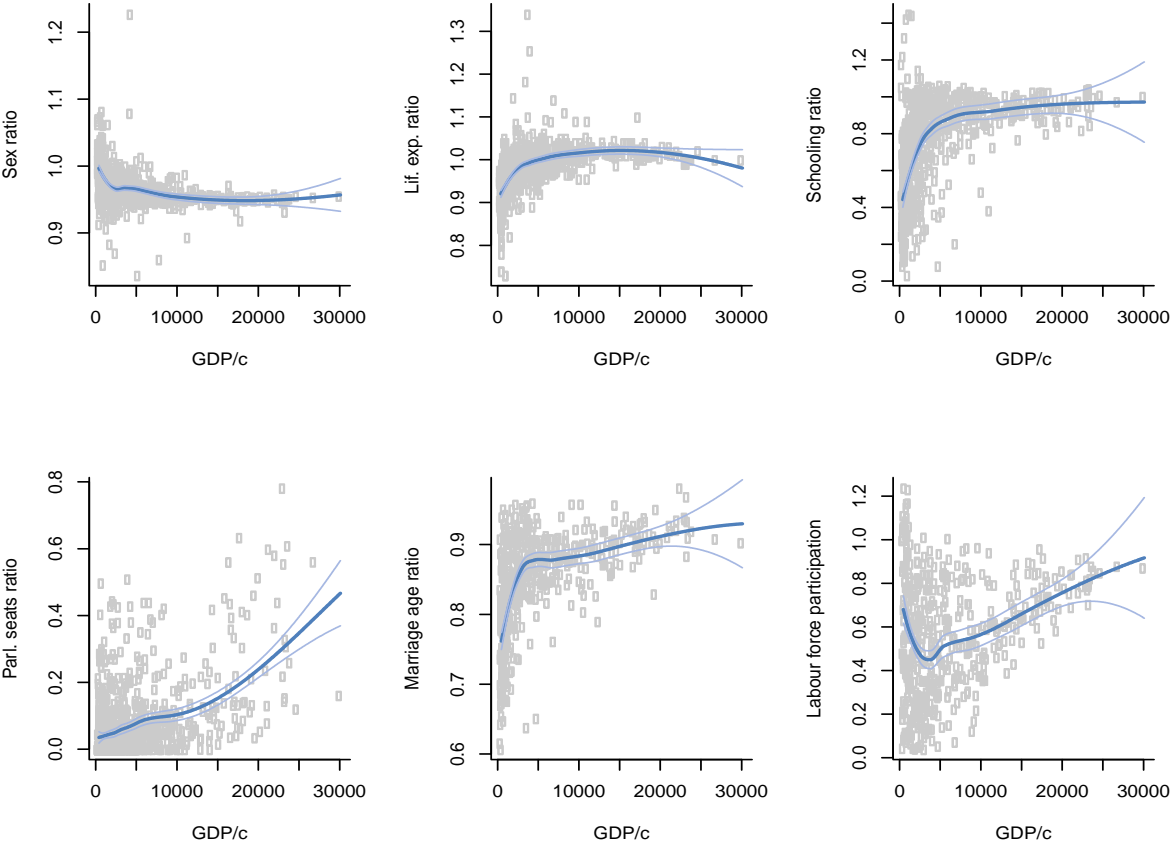 Sex ratio
1.2
1.1
1.0
0.9
0 10000 20000 30000
GDP/c
Lif. exp. ratio
1.3
1.2
1.1
1.0
0.9
0.8
0 10000 20000 30000
GDP/c
Schooling ratio
1.2
0.8
0.4
0.0
0 10000 20000 30000
GDP/c
Parl. seats ratio
0.8
0.6
0.4
0.2
0.0
0 10000 20000 30000
GDP/c
Marriage age ratio
0.9
0.8
0.7
0.6
0 10000 20000 30000
GDP/c
Labour force participation
1.2
1.0
0.8
0.6
0.4
0.2
0.0
0 10000 20000 30000
GDP/c